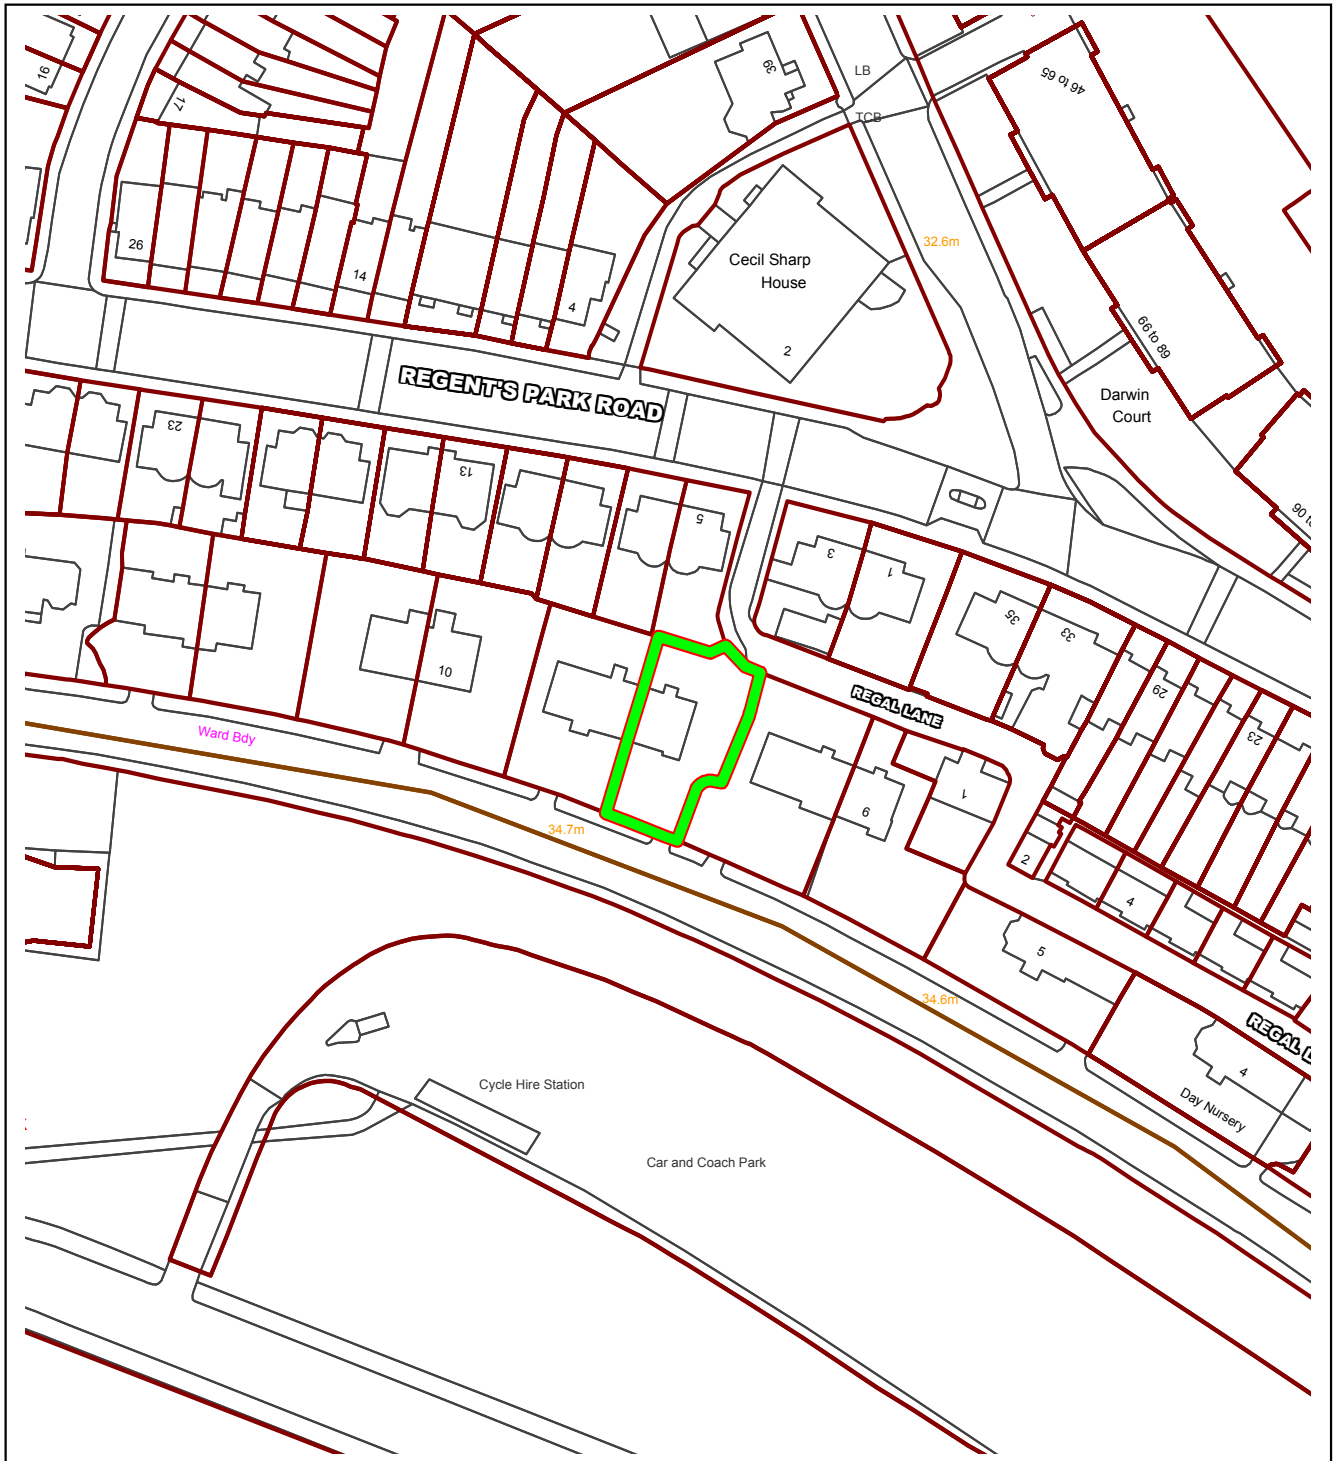 16
17
39
LB
TCB
46 to 65
26
14
4
Cecil Sharp
House
2
32.6m
66 to 89
Darwin
Court
REGENT'S PARK ROAD
23
13
5
3
1
35
33
29
23
10
REGAL LANE
Ward Bdy
34.7m
9
1
2
4
5
34.6m
REGAL L
4
Day Nursery
Cycle Hire Station
Car and Coach Park